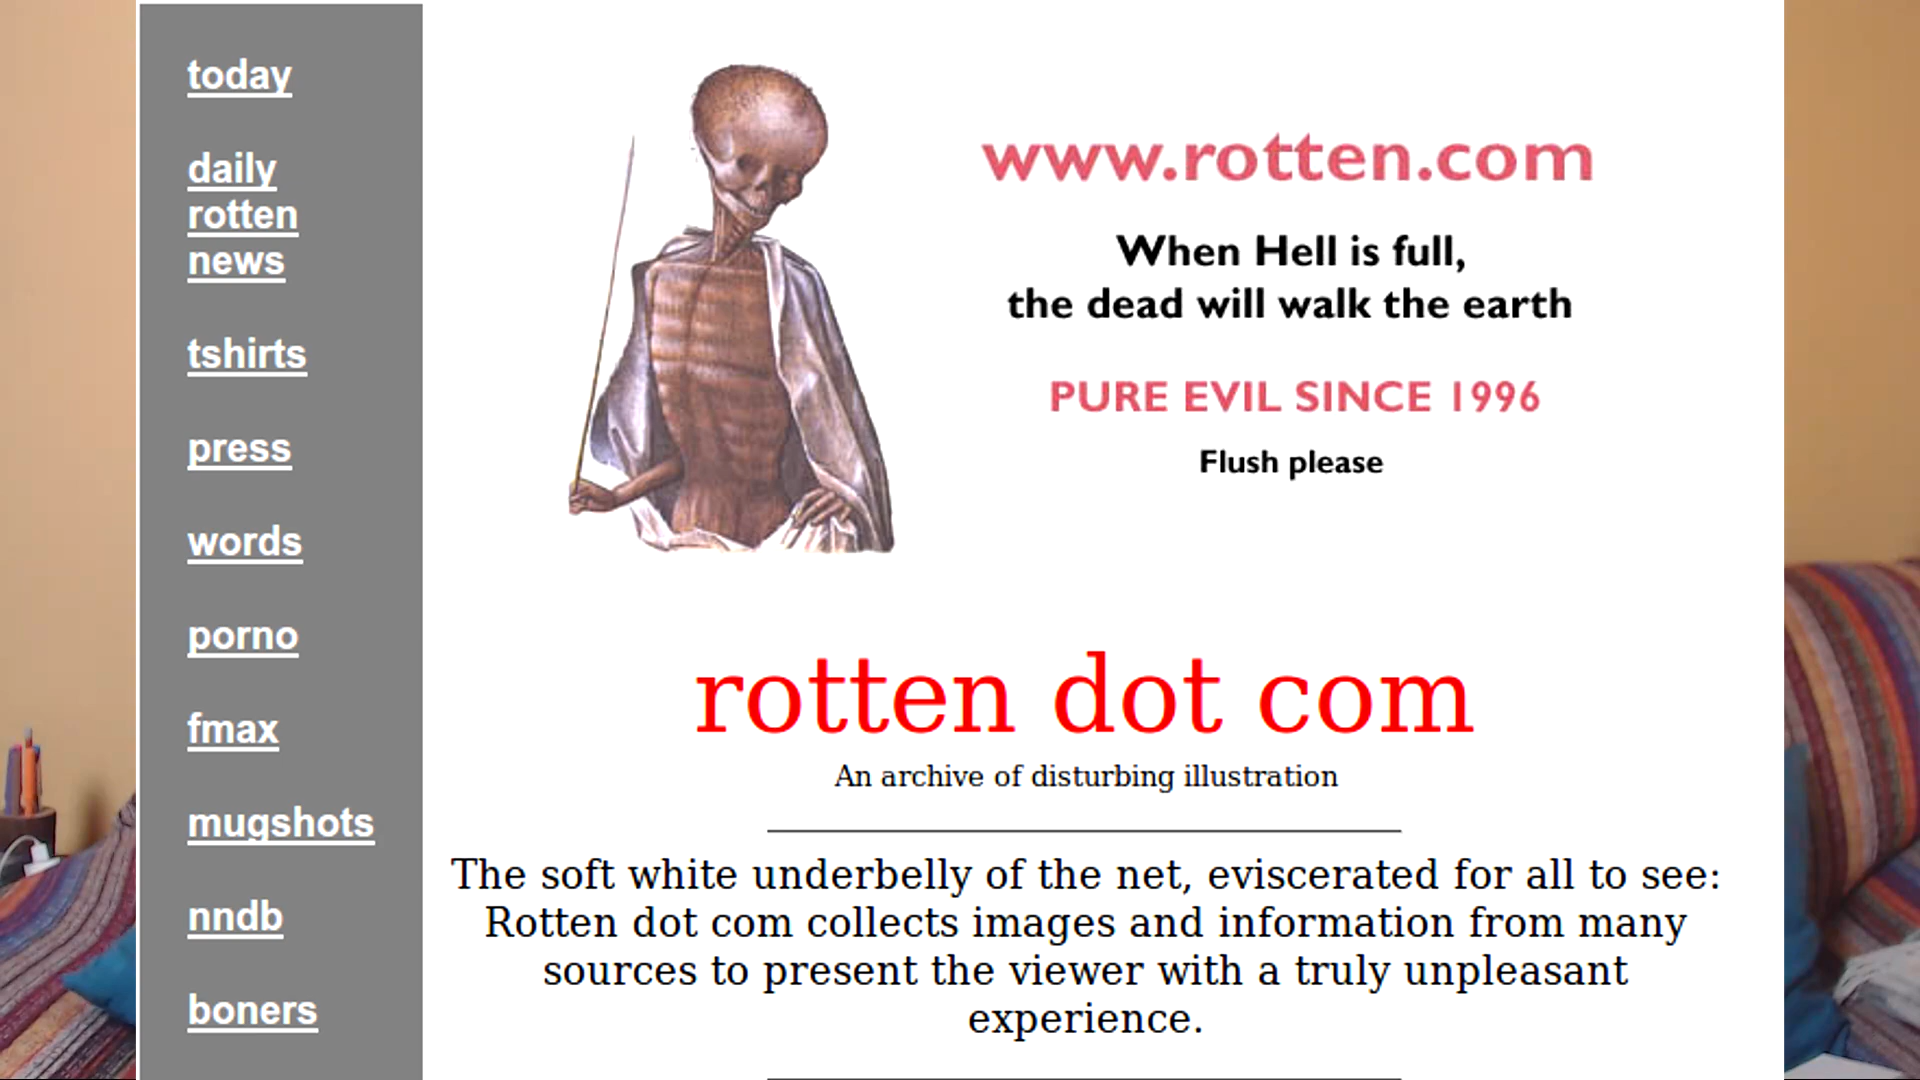 today
daily
rotten
news
tshirts
press
words
porno
fmax
mugshots
nndb
boners
www.rotten.com
When Hell is full,
the dead will walk the earth
PURE EVIL SINCE 1996
Flush please
rotten dot com
An archive of disturbing illustration
The soft white underbelly of the net, eviscerated for all to see:
Rotten dot com collects images and information from many
sources to present the viewer with a truly unpleasant
experience.